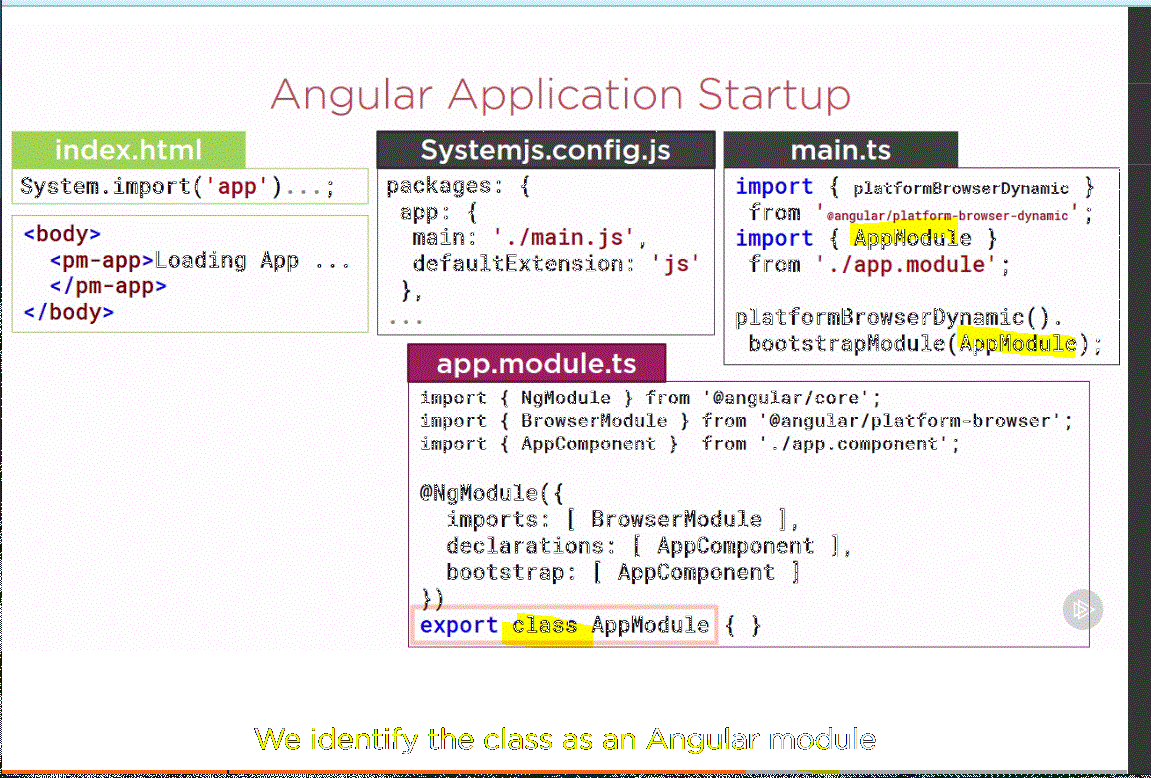 Angular Application Startup
index.html
System.import('app')...;
<body>
<pm-app>Loading App ...
</pm-app>
</body>
Systemjs.config.js
packages: {
app: {
main: './main.js',
defaultExtension: 'js'
},
...
main.ts
import { platformBrowserDynamic }
from '@angular/platform-browser-dynamic';
import { AppModule }
from './app.module';
platformBrowserDynamic().
bootstrapModule(AppModule);
app.module.ts
import { NgModule } from '@angular/core';
import { BrowserModule } from '@angular/platform-browser';
import { AppComponent }  from './app.component';
@NgModule({
imports: [ BrowserModule ],
declarations: [ AppComponent ],
bootstrap: [ AppComponent ]
})
export class AppModule { }
We identify the class as an Angular module